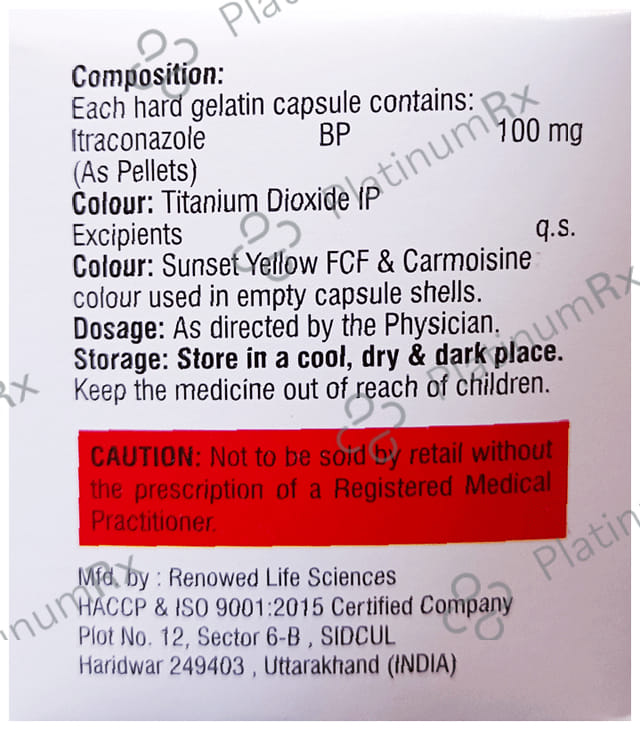 Composition:
Each hard gelatin capsule contains:
Itraconazole BP 100 mg
(As Pellets)
Colour: Titanium Dioxide IP
Excipients q.s.
Colour: Sunset Yellow FCF & Carmoisine
colour used in empty capsule shells.
Dosage: As directed by the Physician.
Storage: Store in a cool, dry & dark place.
Keep the medicine out of reach of children.
CAUTION: Not to be sold by retail without
the prescription of a Registered Medical
Practitioner.
Mfd. by : Renowed Life Sciences
HACCP & ISO 9001:2015 Certified Company
Plot No. 12, Sector 6-B , SIDCUL
Haridwar 249403 , Uttarakhand (INDIA)
PlatinumRx
PlatinumRx